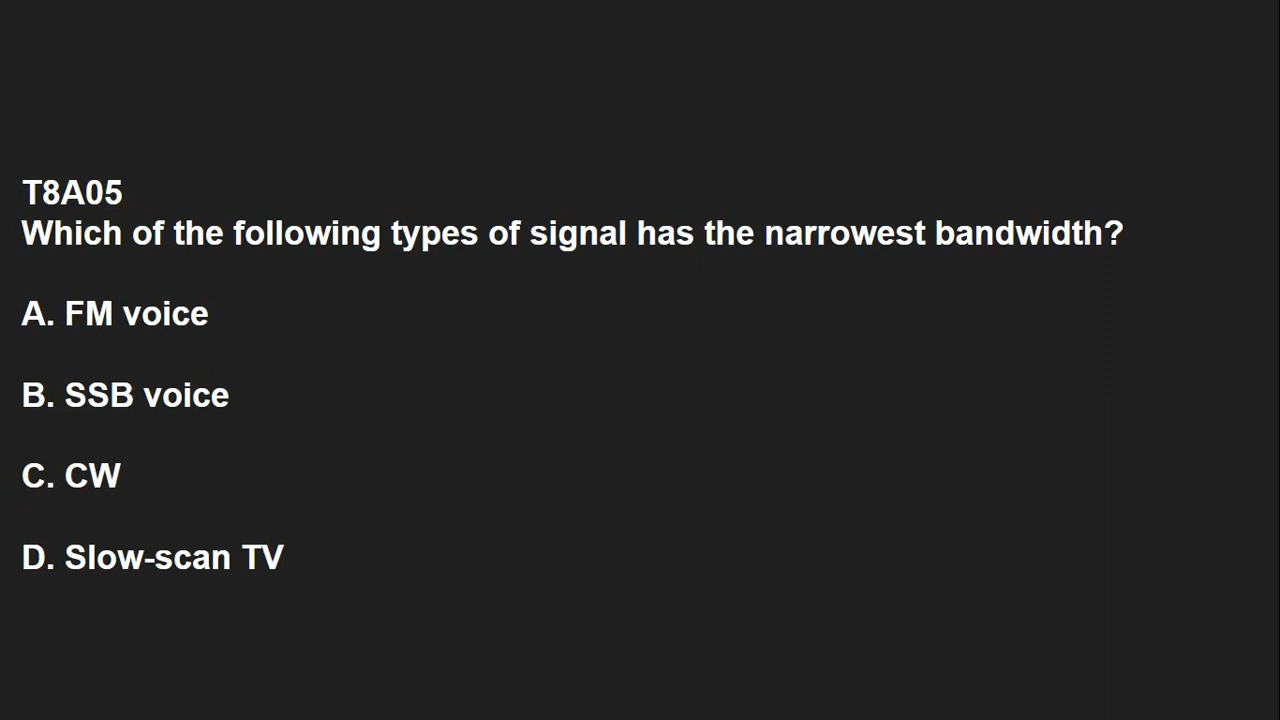 T8A05
Which of the following types of signal has the narrowest bandwidth?
A. FM voice
B. SSB voice
C. CW
D. Slow-scan TV